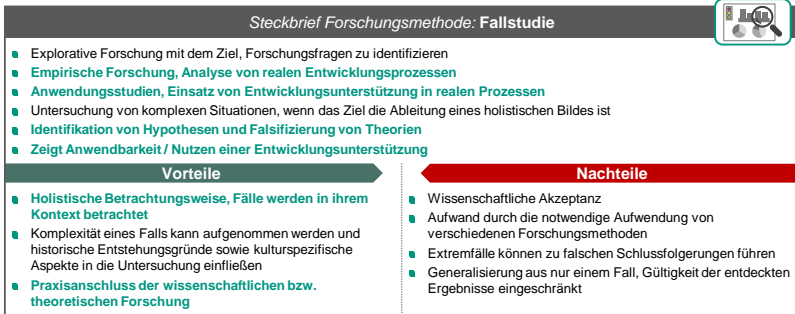 Steckbrief Forschungsmethode: Fallstudie
Explorative Forschung mit dem Ziel, Forschungsfragen zu identifizieren
Empirische Forschung, Analyse von realen Entwicklungsprozessen
Anwendungsstudien, Einsatz von Entwicklungsunterstützung in realen Prozessen
Untersuchung von komplexen Situationen, wenn das Ziel die Ableitung eines holistischen Bildes ist
Identifikation von Hypothesen und Falsifizierung von Theorien
Zeigt Anwendbarkeit / Nutzen einer Entwicklungsunterstützung
Vorteile
Holistische Betrachtungsweise, Fälle werden in ihrem
Kontext betrachtet
Komplexität eines Falls kann aufgenommen werden und
historische Entstehungsgründe sowie kulturspezifische
Aspekte in die Untersuchung einfließen
Praxisanschluss der wissenschaftlichen bzw.
theoretischen Forschung
Nachteile
Wissenschaftliche Akzeptanz
Aufwand durch die notwendige Aufwendung von
verschiedenen Forschungsmethoden
Extremfälle können zu falschen Schlussfolgerungen führen
Generalisierung aus nur einem Fall, Gültigkeit der entdeckten
Ergebnisse eingeschränkt